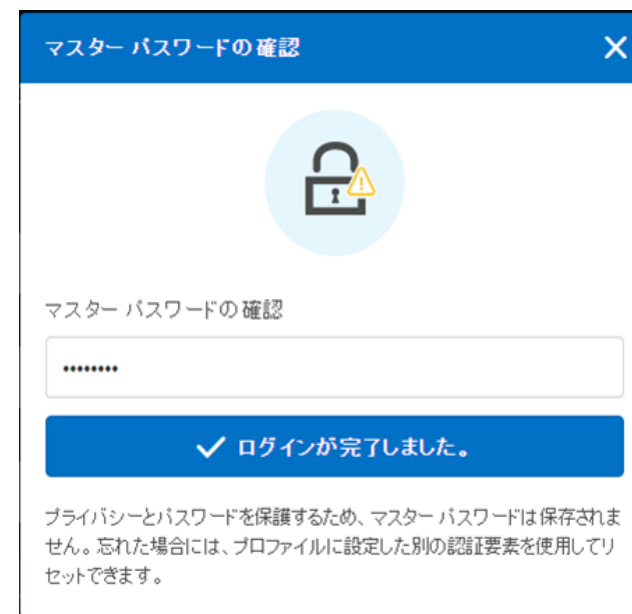 マスター パスワードの確認
マスター パスワードの確認
••••••••
ログインが完了しました。
プライバシーとパスワードを保護するため、マスター パスワードは保存されま
せん。忘れた場合には、プロファイルに設定した別の認証要素を使用してリ
セットできます。